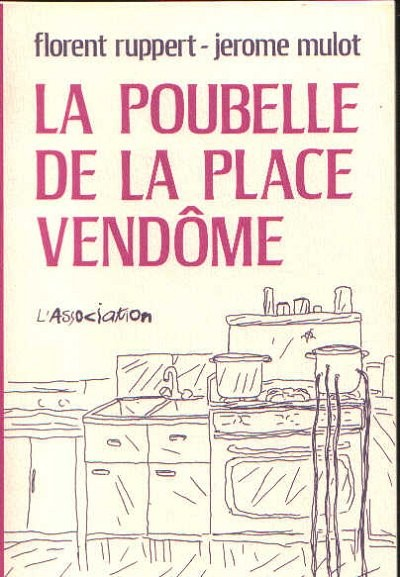 florent ruppert - jerome mulot
LA POUBELLE
DE LA PLACE
VENDÔME
L'Association